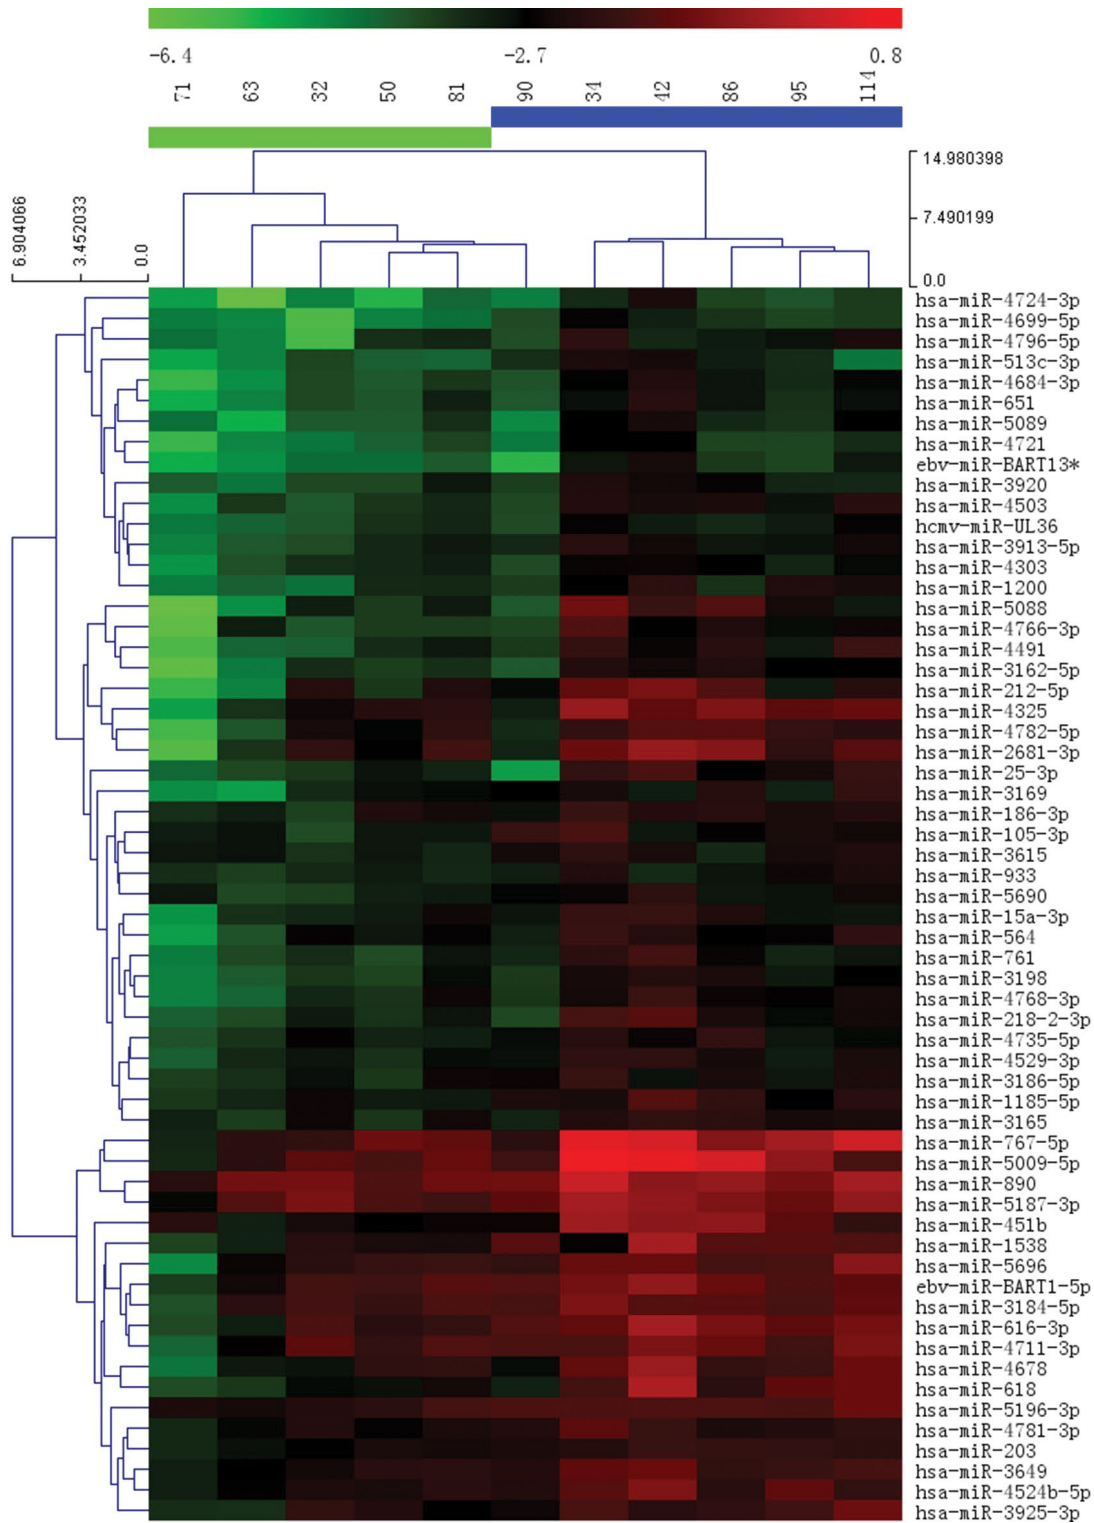 -6.4 -2.7 0.8
71 63 32 50 81 90 31 42 86 95 114
14.980398
7.490199
0.0
6.904066
3.452033
0.0
hsa-miR-4724-3p
hsa-miR-4699-5p
hsa-miR-4796-5p
hsa-miR-513c-3p
hsa-miR-4684-3p
hsa-miR-651
hsa-miR-5089
hsa-miR-4721
ebv-miR-BART13*
hsa-miR-3920
hsa-miR-4503
hcmv-miR-UL36
hsa-miR-3913-5p
hsa-miR-4303
hsa-miR-1200
hsa-miR-5088
hsa-miR-4766-3p
hsa-miR-4491
hsa-miR-3162-5p
hsa-miR-212-5p
hsa-miR-4325
hsa-miR-4782-5p
hsa-miR-2681-3p
hsa-miR-25-3p
hsa-miR-3169
hsa-miR-186-3p
hsa-miR-105-3p
hsa-miR-3615
hsa-miR-933
hsa-miR-5690
hsa-miR-15a-3p
hsa-miR-564
hsa-miR-761
hsa-miR-3198
hsa-miR-4768-3p
hsa-miR-218-2-3p
hsa-miR-4735-5p
hsa-miR-4529-3p
hsa-miR-3186-5p
hsa-miR-1185-5p
hsa-miR-3165
hsa-miR-767-5p
hsa-miR-5009-5p
hsa-miR-890
hsa-miR-5187-3p
hsa-miR-451b
hsa-miR-1538
hsa-miR-5696
ebv-miR-BART1-5p
hsa-miR-3184-5p
hsa-miR-616-3p
hsa-miR-4711-3p
hsa-miR-4678
hsa-miR-618
hsa-miR-5196-3p
hsa-miR-4781-3p
hsa-miR-203
hsa-miR-3649
hsa-miR-4524b-5p
hsa-miR-3925-3p